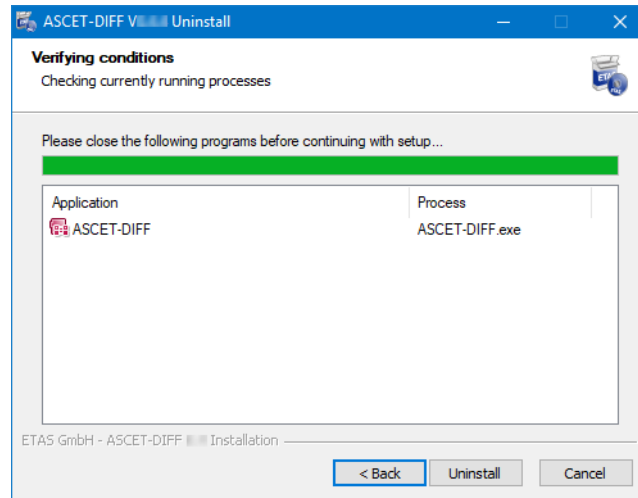 ASCET-DIFF V Uninstall
Verifying conditions
Checking currently running processes
ETAS
Please close the following programs before continuing with setup...
Application Process
ASCET-DIFF ASCET-DIFF.exe
ETAS GmbH - ASCET-DIFF Installation
< Back Uninstall Cancel